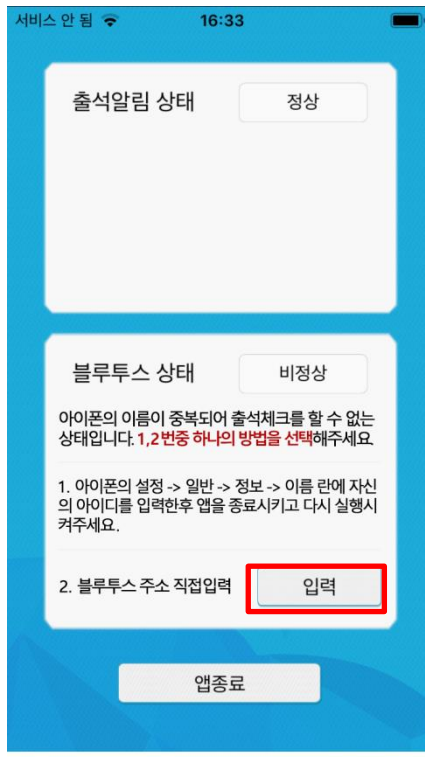 서비스 안 됨 16:33
출석알림 상태 정상
블루투스 상태 비정상
아이폰의 이름이 중복되어 출석체크를 할 수 없는
상태입니다. 1,2번중 하나의 방법을 선택해주세요
1. 아이폰의 설정 -> 일반 -> 정보 -> 이름 란에 자신
의 아이디를 입력한후 앱을 종료시키고 다시 실행시
켜주세요.
2. 블루투스 주소 직접입력 입력
앱종료